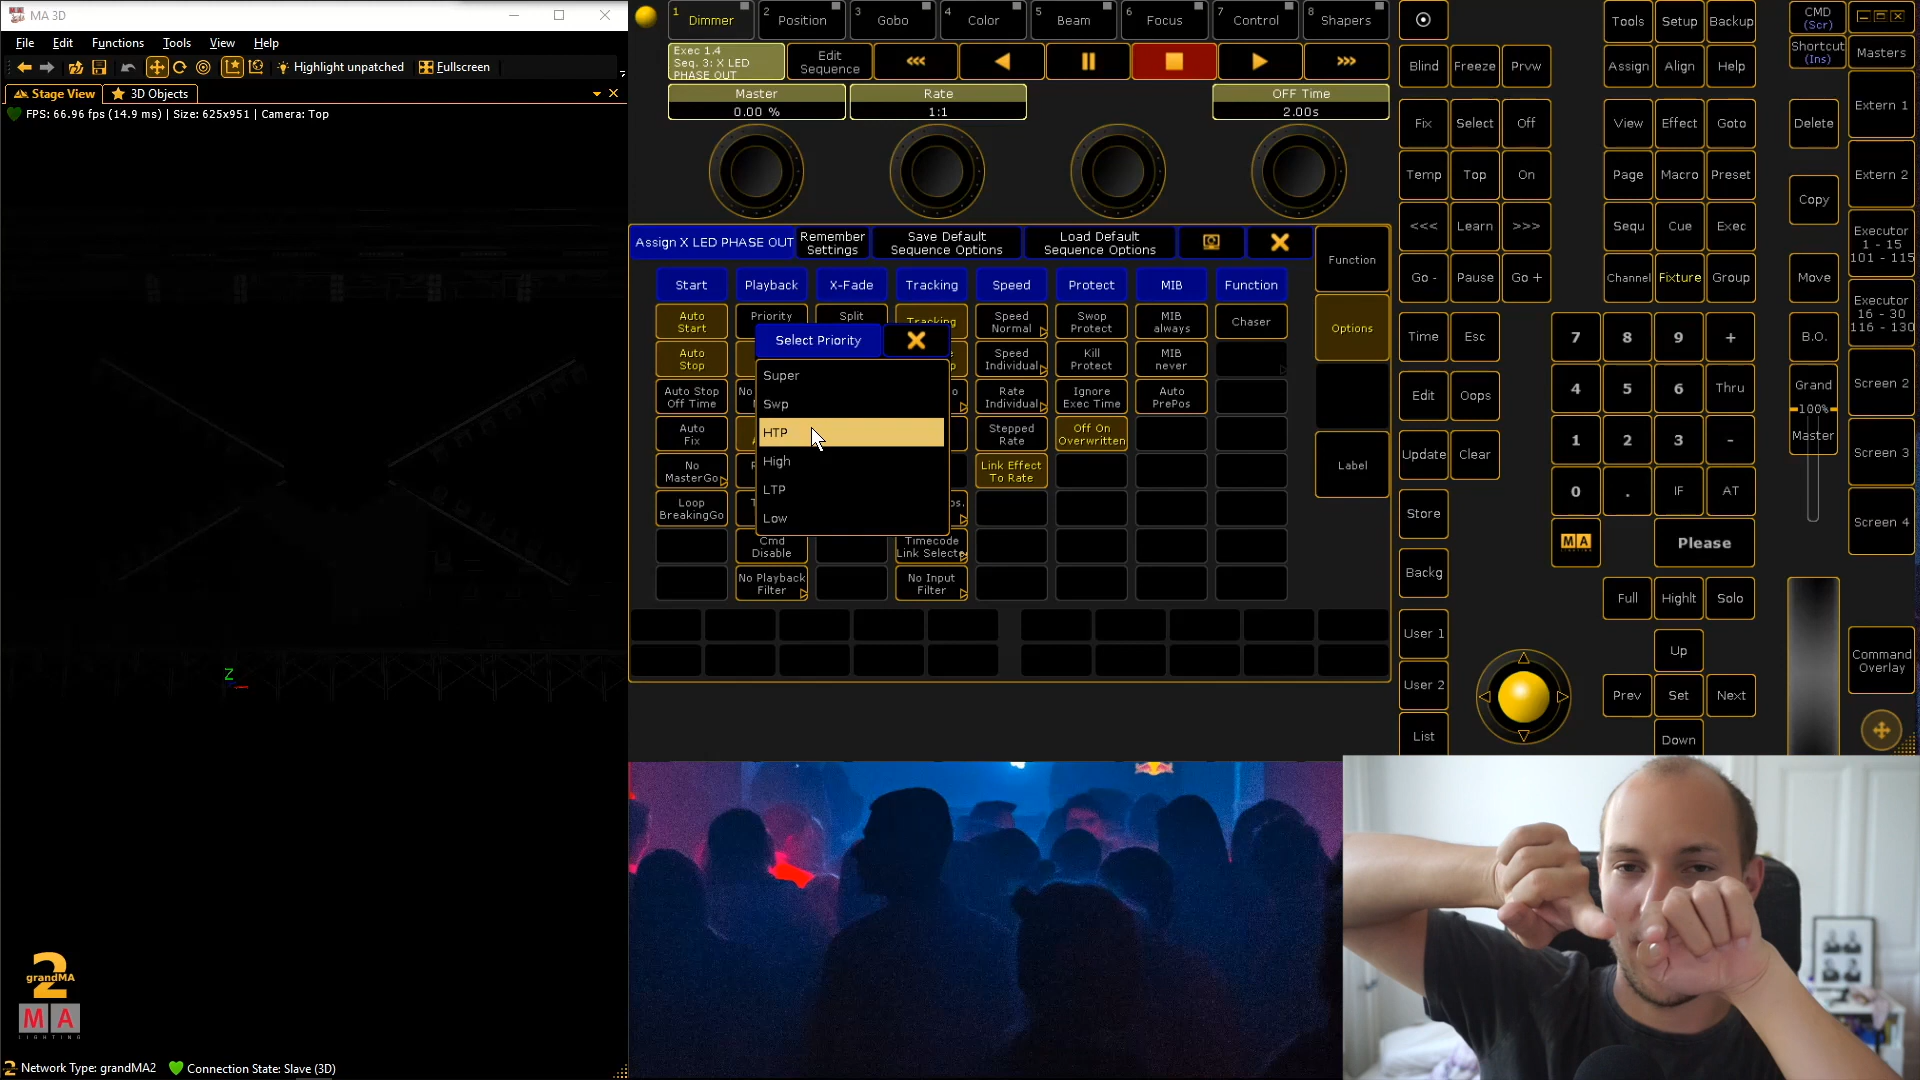 MA 3D
File Edit Functions Tools View Help
Highlight unpatched Fullscreen
Stage View 3D Objects
FPS: 66.96 fps (14.9 ms) | Size: 625x951 | Camera: Top
Z
2
grandMA
MA
LIGHTING
2 Network Type: grandMA2 Connection State: Slave (3D)
1 Dimmer 2 Position 3 Gobo 4 Color 5 Beam 6 Focus 7 Control 8 Shapers
Exec 1.4
Seq. 3: X LED
PHASE OUT
Edit
Sequence
<<< >>>
Master Rate OFF Time
0.00 % 1:1 2.00s
Assign X LED PHASE OUT
Remember
Settings
Save Default
Sequence Options
Load Default
Sequence Options
Start Playback X-Fade Tracking Speed Protect MIB Function
Auto
Start
Priority
Split
Tracking
Speed
Normal
Swop
Protect
MIB
always
Chaser
Select Priority
Super
Swp
HTP
High
LTP
Low
Auto
Stop
Speed
Individual
Kill
Protect
MIB
never
Auto Stop
Off Time
No
Rate
Individual
Ignore
Exec Time
Auto
PrePos
Auto
Fix
Stepped
Rate
Off On
Overwritten
No
MasterGo
Link Effect
To Rate
Loop
BreakingGo
Cmd
Disable
Timecode
Link Selecte
No Playback
Filter
No Input
Filter
Function
Options
Label
Tools Setup Backup
CMD
(Scr)
Shortcut
(Ins)
Masters
Blind Freeze Prvw Assign Align Help
Extern 1
Fix Select Off View Effect Goto Delete
Temp Top On Page Macro Preset Extern 2
Copy
<<< Learn >>> Sequ Cue Exec
Executor
1 - 15
101 - 115
Go - Pause Go + Channel Fixture Group Move
Executor
16 - 30
116 - 130
Time Esc 7 8 9 + B.O.
Edit Oops 4 5 6 Thru
Grand
100%
Master
Screen 2
Update Clear 1 2 3 - Screen 3
Store 0 . IF AT Screen 4
MA
LIGHTING
Please
Backg
Full Highlt Solo
User 1 Up
Command
Overlay
User 2 Prev Set Next
List Down
Red Bull